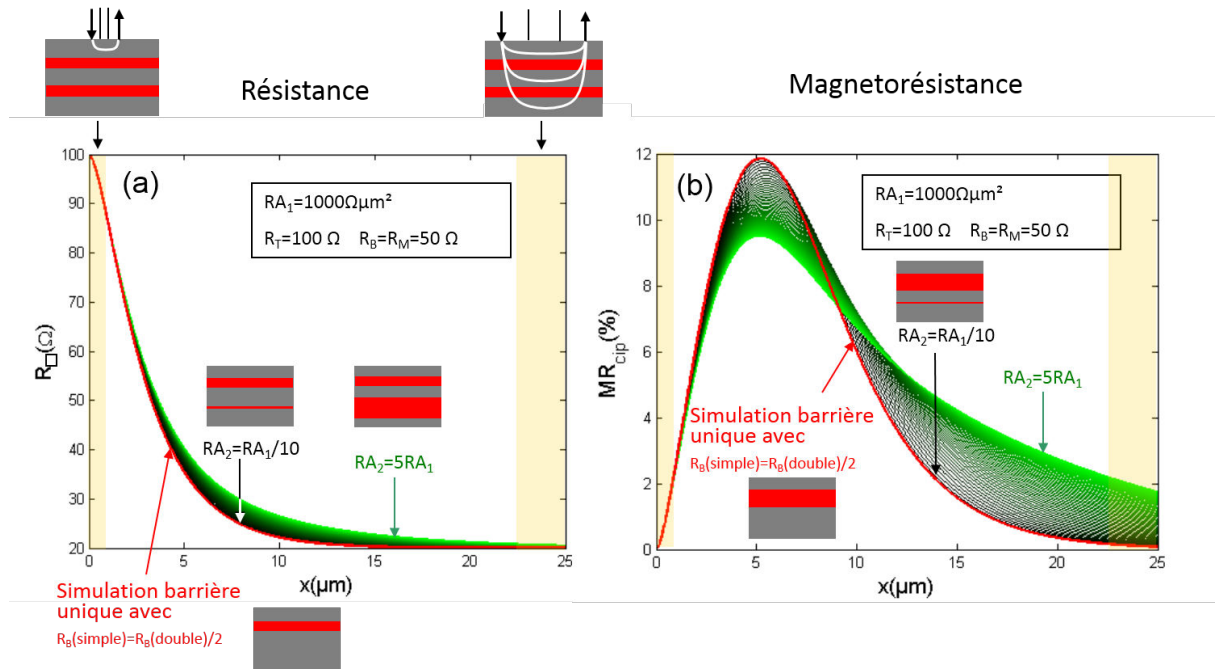 Résistance
Magnetorésistance
(a)
RA₁=1000Ωµm²
R_T=100 Ω R_B=R_M=50 Ω
100
90
80
70
60
50
40
30
20
R□(Ω)
RA₂=RA₁/10
RA₂=5RA₁
0
5
10
15
20
25
x(µm)
Simulation barrière
unique avec
R_B(simple)=R_B(double)/2
(b)
RA₁=1000Ωµm²
R_T=100 Ω R_B=R_M=50 Ω
12
10
8
6
4
2
0
MR_cip(%)
RA₂=RA₁/10
RA₂=5RA₁
Simulation barrière
unique avec
R_B(simple)=R_B(double)/2
0
5
10
15
20
25
x(µm)